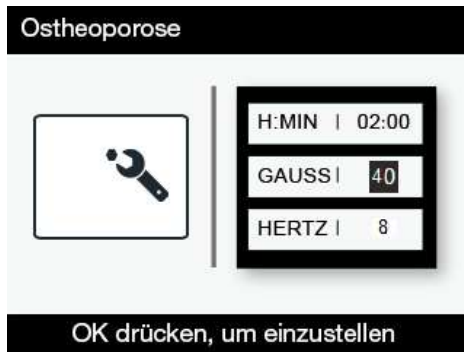 Ostheoporose
H:MIN | 02:00
GAUSS | 40
HERTZ | 8
OK drücken, um einzustellen